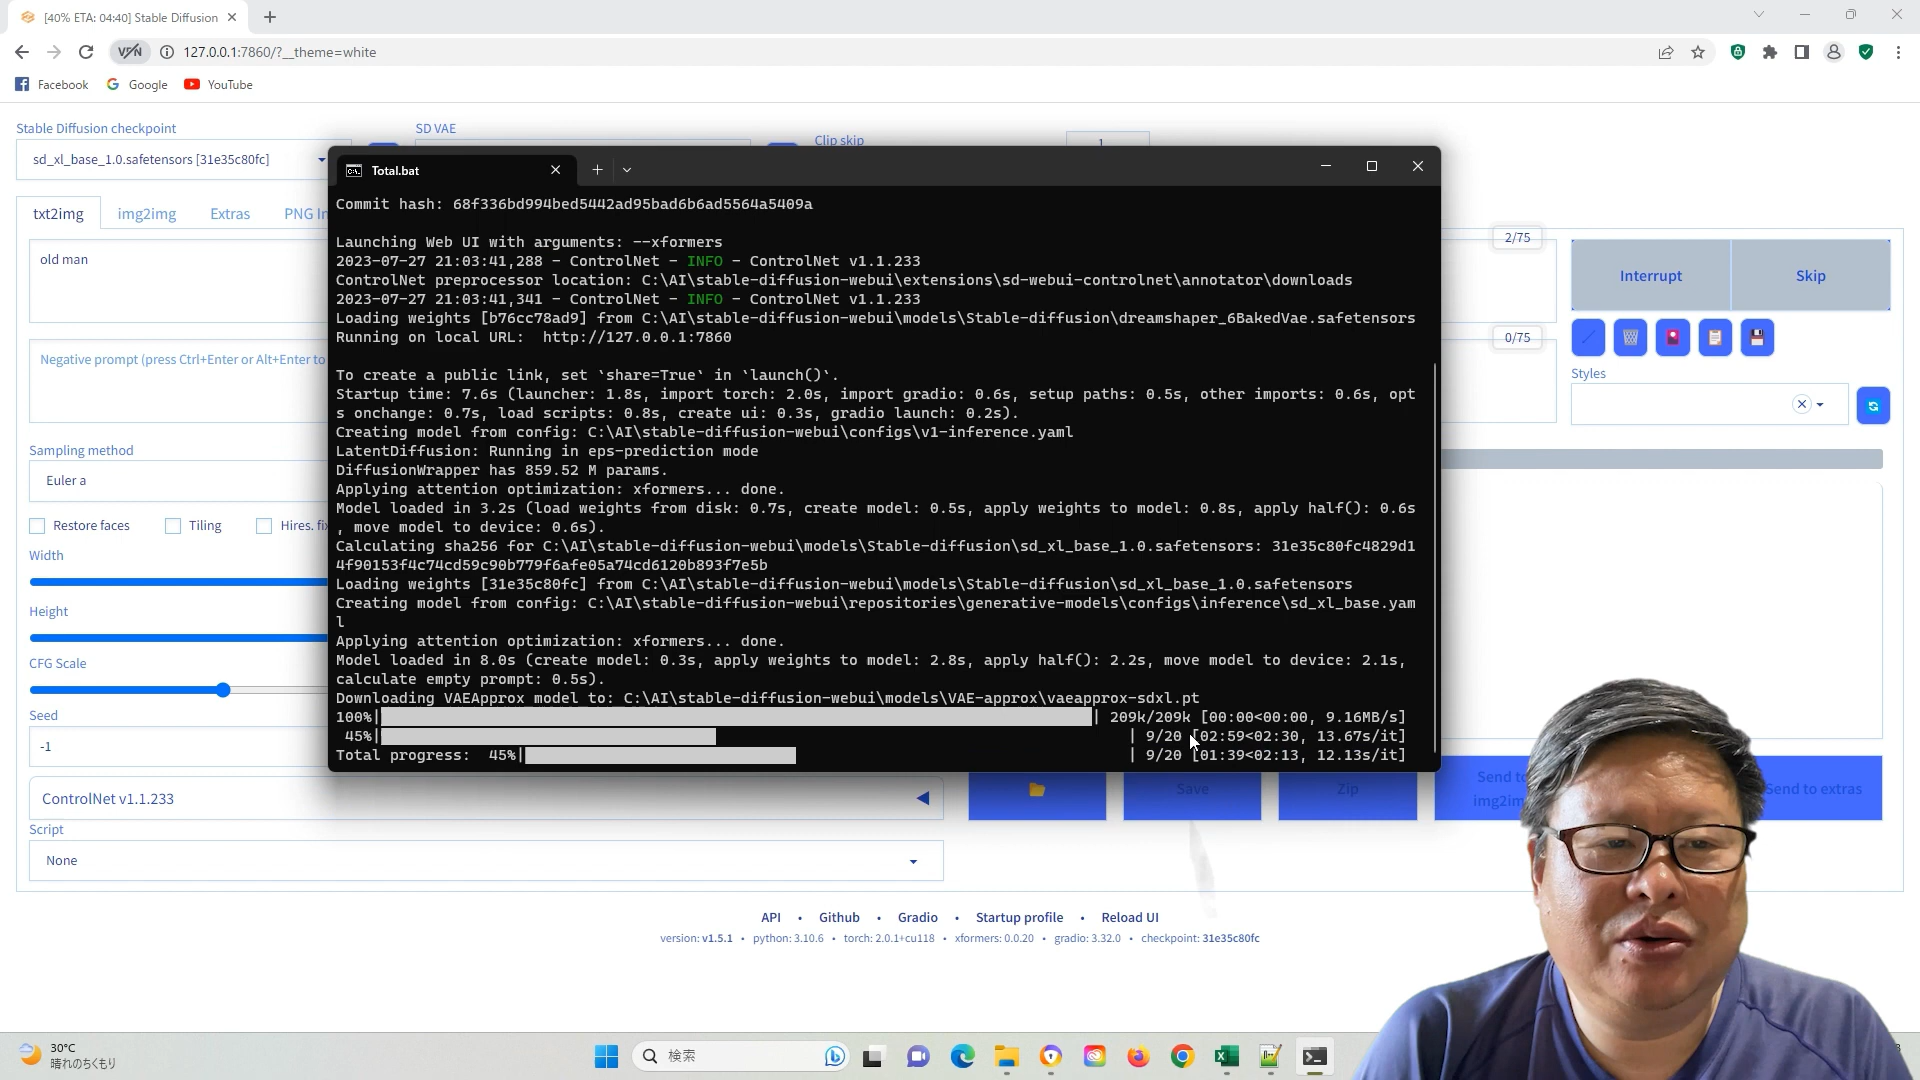 [40% ETA: 04:40] Stable Diffusion
VPN
127.0.0.1:7860/?__theme=white
Facebook
Google
YouTube
Stable Diffusion checkpoint
SD VAE
Clip skip
1
sd_xl_base_1.0.safetensors [31e35c80fc]
txt2img
img2img
Extras
PNG In
old man
2/75
Interrupt
Skip
Negative prompt (press Ctrl+Enter or Alt+Enter to
0/75
Styles
Sampling method
Euler a
Restore faces
Tiling
Hires. fi
Width
Height
CFG Scale
Seed
-1
ControlNet v1.1.233
Script
None
Total.bat
Commit hash: 68f336bd994bed5442ad95bad6b6ad5564a5409a
Launching Web UI with arguments: --xformers
2023-07-27 21:03:41,288 - ControlNet - INFO - ControlNet v1.1.233
ControlNet preprocessor location: C:\AI\stable-diffusion-webui\extensions\sd-webui-controlnet\annotator\downloads
2023-07-27 21:03:41,341 - ControlNet - INFO - ControlNet v1.1.233
Loading weights [b76cc78ad9] from C:\AI\stable-diffusion-webui\models\Stable-diffusion\dreamshaper_6BakedVae.safetensors
Running on local URL:  http://127.0.0.1:7860
To create a public link, set `share=True` in `launch()`.
Startup time: 7.6s (launcher: 1.8s, import torch: 2.0s, import gradio: 0.6s, setup paths: 0.5s, other imports: 0.6s, opt
s onchange: 0.7s, load scripts: 0.8s, create ui: 0.3s, gradio launch: 0.2s).
Creating model from config: C:\AI\stable-diffusion-webui\configs\v1-inference.yaml
LatentDiffusion: Running in eps-prediction mode
DiffusionWrapper has 859.52 M params.
Applying attention optimization: xformers... done.
Model loaded in 3.2s (load weights from disk: 0.7s, create model: 0.5s, apply weights to model: 0.8s, apply half(): 0.6s
, move model to device: 0.6s).
Calculating sha256 for C:\AI\stable-diffusion-webui\models\Stable-diffusion\sd_xl_base_1.0.safetensors: 31e35c80fc4829d1
4f90153f4c74cd59c90b779f6afe05a74cd6120b893f7e5b
Loading weights [31e35c80fc] from C:\AI\stable-diffusion-webui\models\Stable-diffusion\sd_xl_base_1.0.safetensors
Creating model from config: C:\AI\stable-diffusion-webui\repositories\generative-models\configs\inference\sd_xl_base.yam
l
Applying attention optimization: xformers... done.
Model loaded in 8.0s (create model: 0.3s, apply weights to model: 2.8s, apply half(): 2.2s, move model to device: 2.1s,
calculate empty prompt: 0.5s).
Downloading VAEApprox model to: C:\AI\stable-diffusion-webui\models\VAE-approx\vaeapprox-sdxl.pt
100%| | 209k/209k [00:00<00:00, 9.16MB/s]
45%| | 9/20 [02:59<02:30, 13.67s/it]
Total progress:  45%| | 9/20 [01:39<02:13, 12.13s/it]
Save
Zip
Send to
img2im
Send to extras
API • Github • Gradio • Startup profile • Reload UI
version: v1.5.1 • python: 3.10.6 • torch: 2.0.1+cu118 • xformers: 0.0.20 • gradio: 3.32.0 • checkpoint: 31e35c80fc
30°C
晴れのちくもり
検索